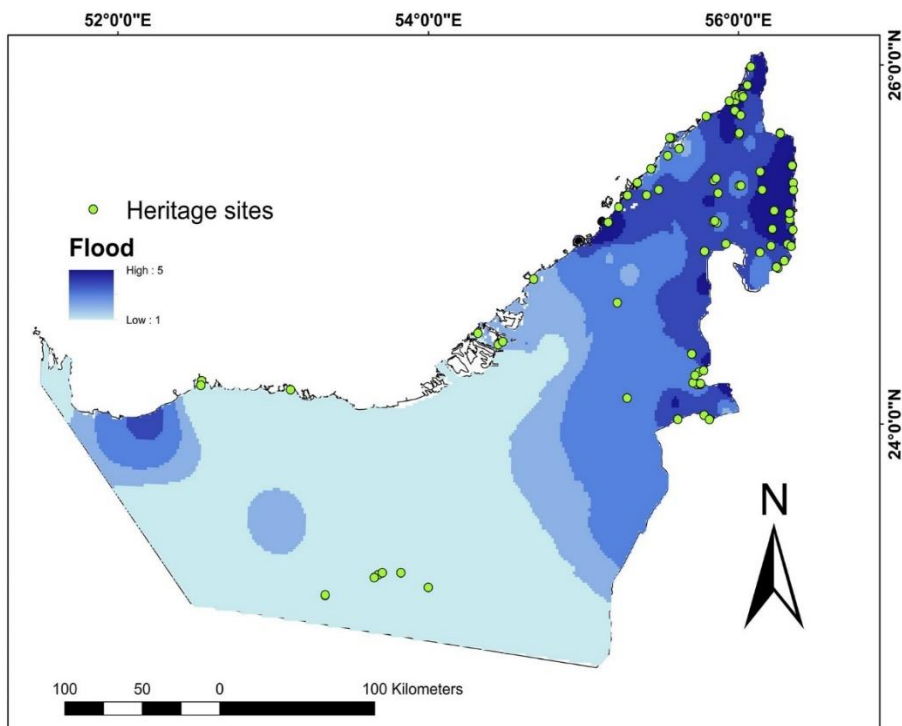 52°0'0"E 54°0'0"E 56°0'0"E
26°0'0"N
Heritage sites
Flood
High : 5
Low : 1
24°0'0"N
N
100 50 0 100 Kilometers